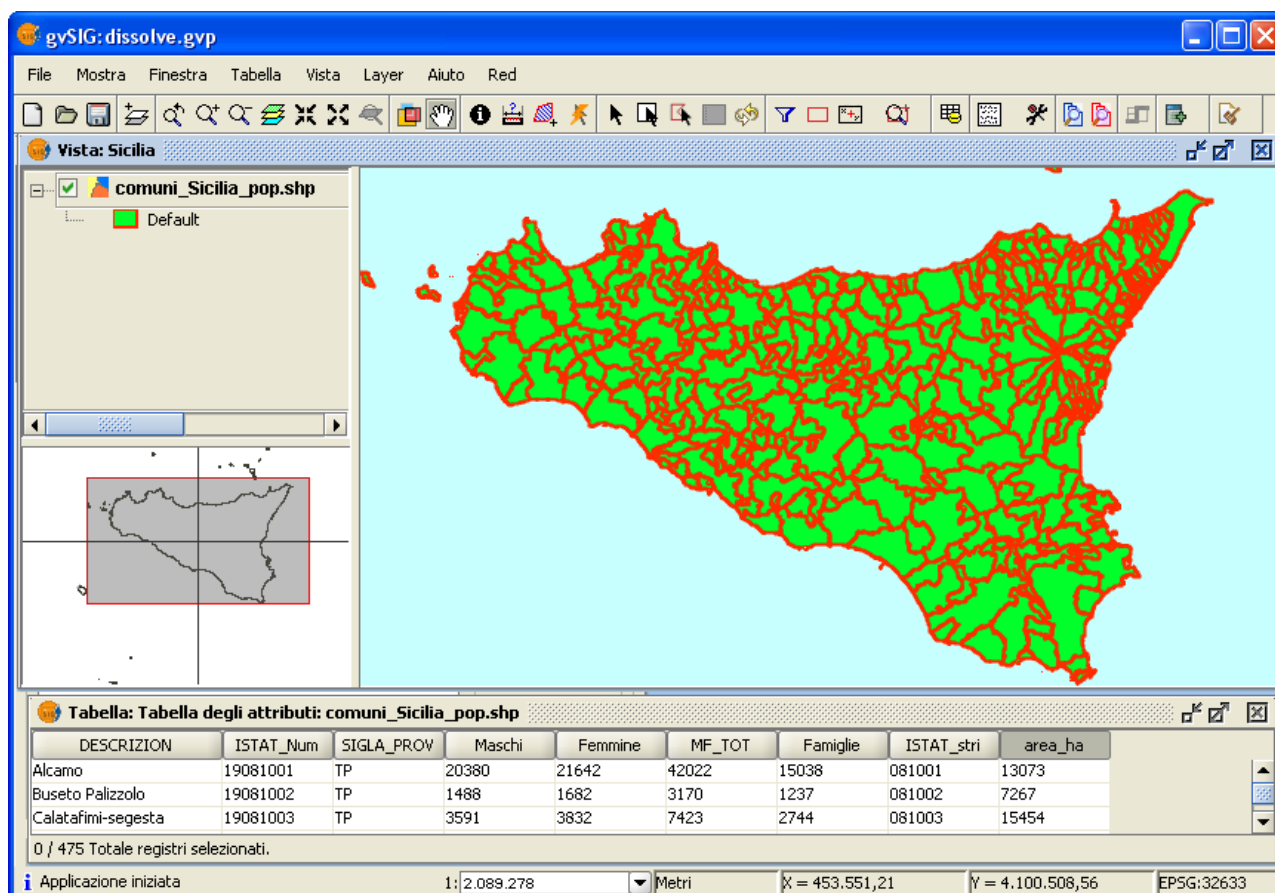 gvSIG: dissolve.gvp
File Mostra Finestra Tabella Vista Layer Aiuto Red
Vista: Sicilia
comuni_Sicilia_pop.shp
Default
Tabella: Tabella degli attributi: comuni_Sicilia_pop.shp
DESCRIZION ISTAT_Num SIGLA_PROV Maschi Femmine MF_TOT Famiglie ISTAT_stri area_ha
Alcamo 19081001 TP 20380 21642 42022 15038 081001 13073
Buseto Palizzolo 19081002 TP 1488 1682 3170 1237 081002 7267
Calatafimi-segesta 19081003 TP 3591 3832 7423 2744 081003 15454
0 / 475 Totale registri selezionati.
Applicazione iniziata 1: 2.089.278 Metri X = 453.551,21 Y = 4.100.508,56 EPSG:32633